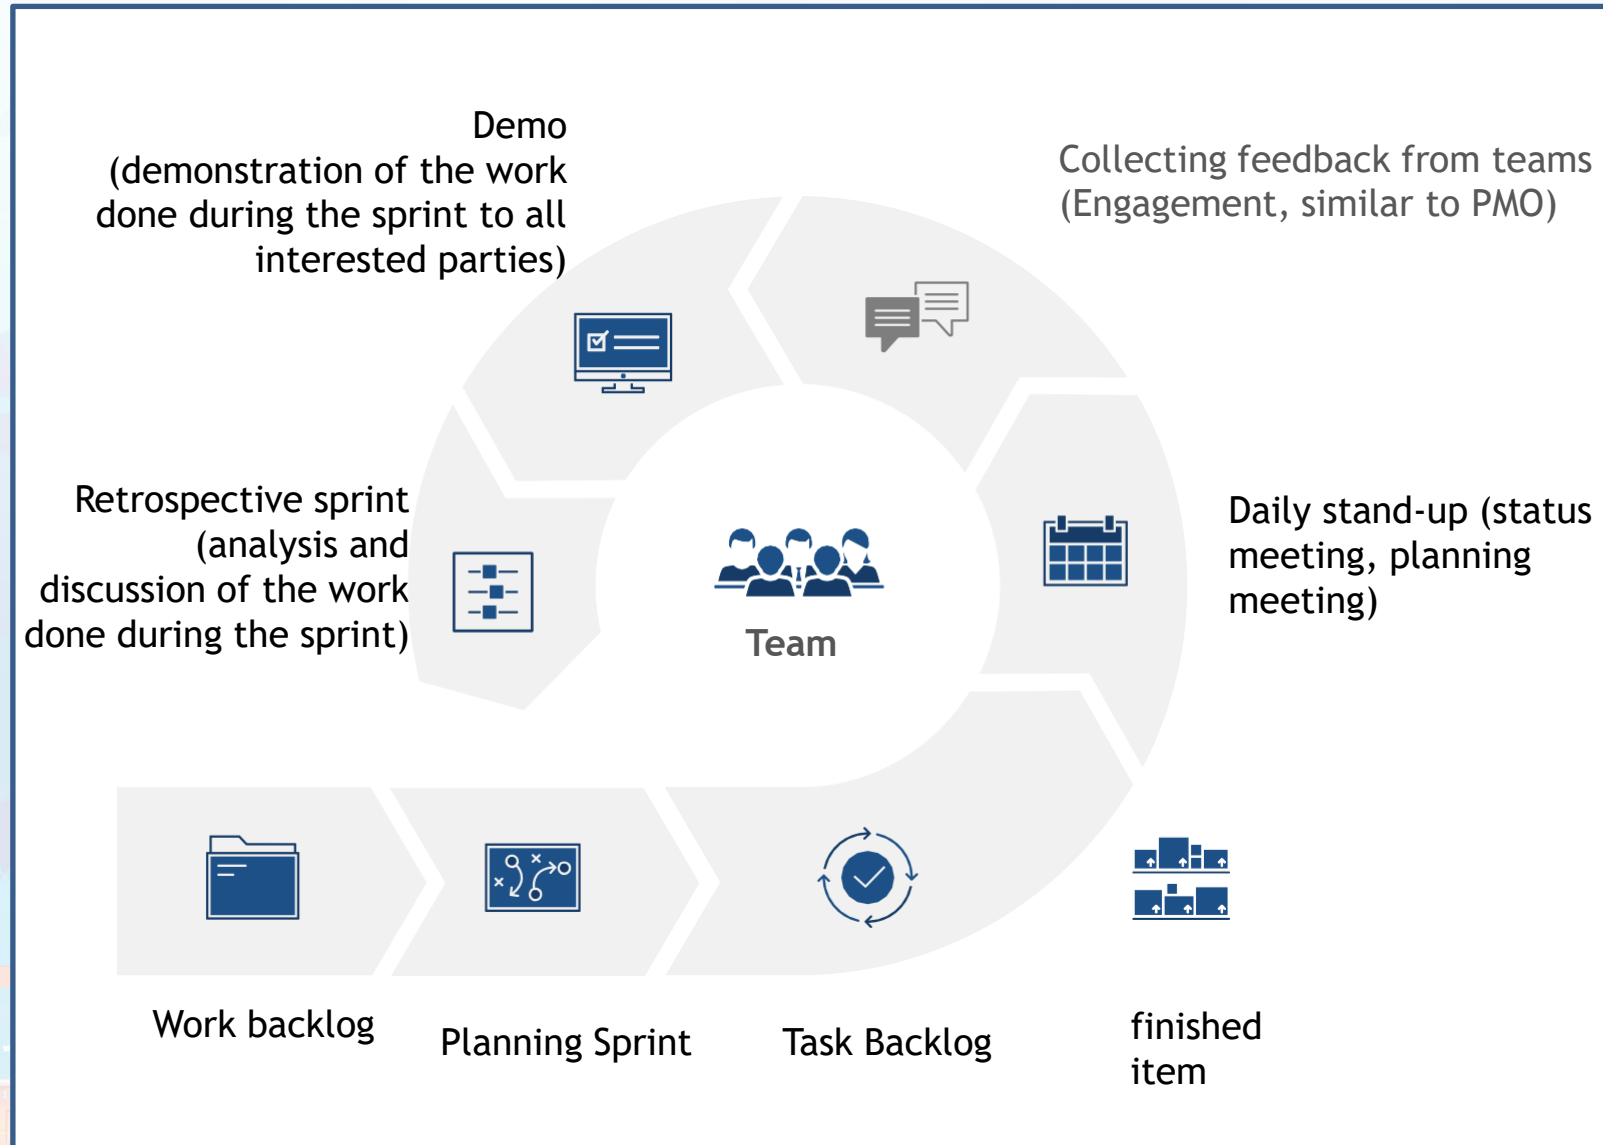 Demo
(demonstration of the work
done during the sprint to all
interested parties)
Collecting feedback from teams
(Engagement, similar to PMO)
Retrospective sprint
(analysis and
discussion of the work
done during the sprint)
Team
Daily stand-up (status
meeting, planning
meeting)
Work backlog
Planning Sprint
Task Backlog
finished
item